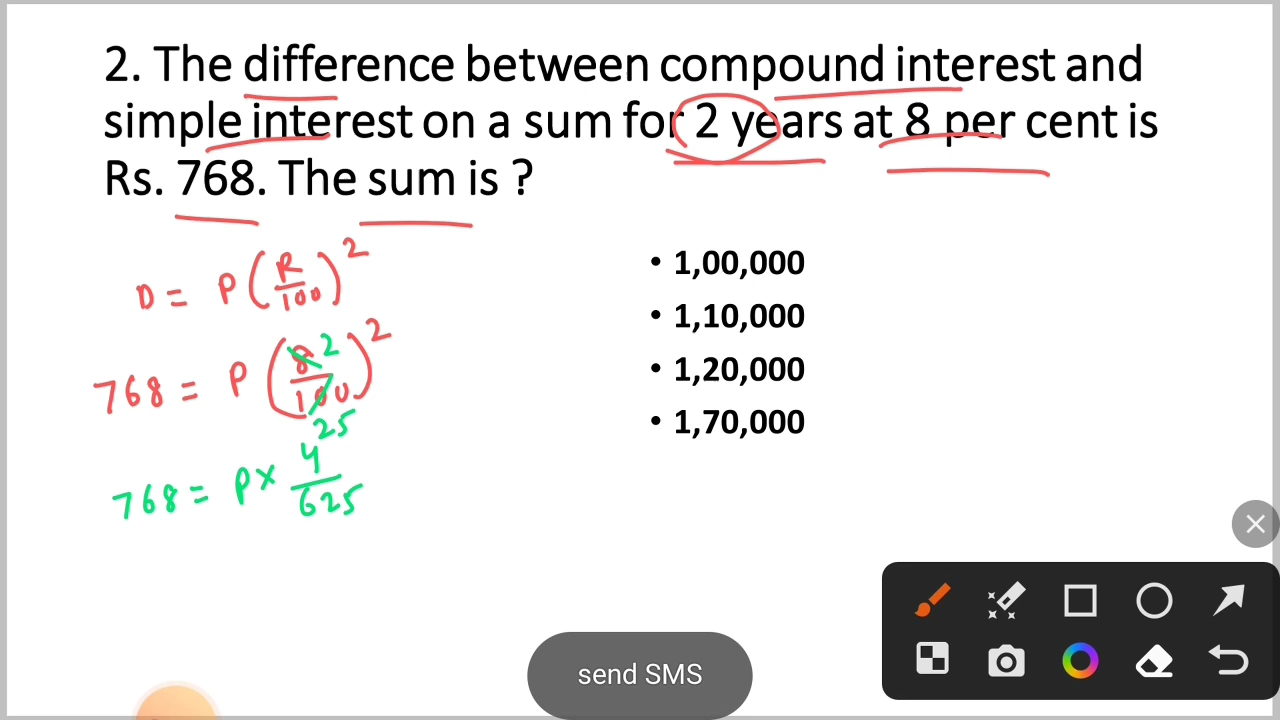 2. The difference between compound interest and
simple interest on a sum for 2 years at 8 per cent is
Rs. 768. The sum is ?
D = P(R/100)^2
768 = P(8/100)^2
2
25
768 = P × 4/625
• 1,00,000
• 1,10,000
• 1,20,000
• 1,70,000
send SMS